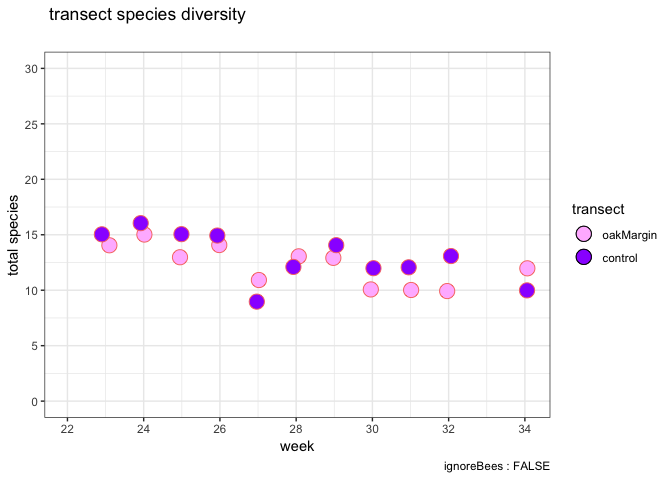 transect species diversity
30
25
20
15
10
5
0
total species
22 24 26 28 30 32 34
week
transect
oakMargin
control
ignoreBees : FALSE